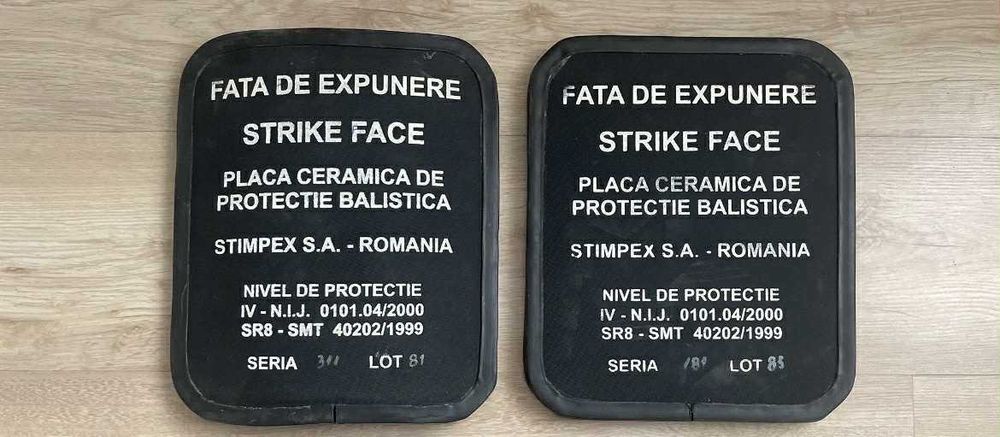 FATA DE EXPUNERE
STRIKE FACE
PLACA CERAMICA DE
PROTECTIE BALISTICA
STIMPEX S.A. - ROMANIA
NIVEL DE PROTECTIE
IV - N.I.J. 0101.04/2000
SR8 - SMT 40202/1999
SERIA LOT 81
FATA DE EXPUNERE
STRIKE FACE
PLACA CERAMICA DE
PROTECTIE BALISTICA
STIMPEX S.A. - ROMANIA
NIVEL DE PROTECTIE
IV - N.I.J. 0101.04/2000
SR8 - SMT 40202/1999
SERIA LOT